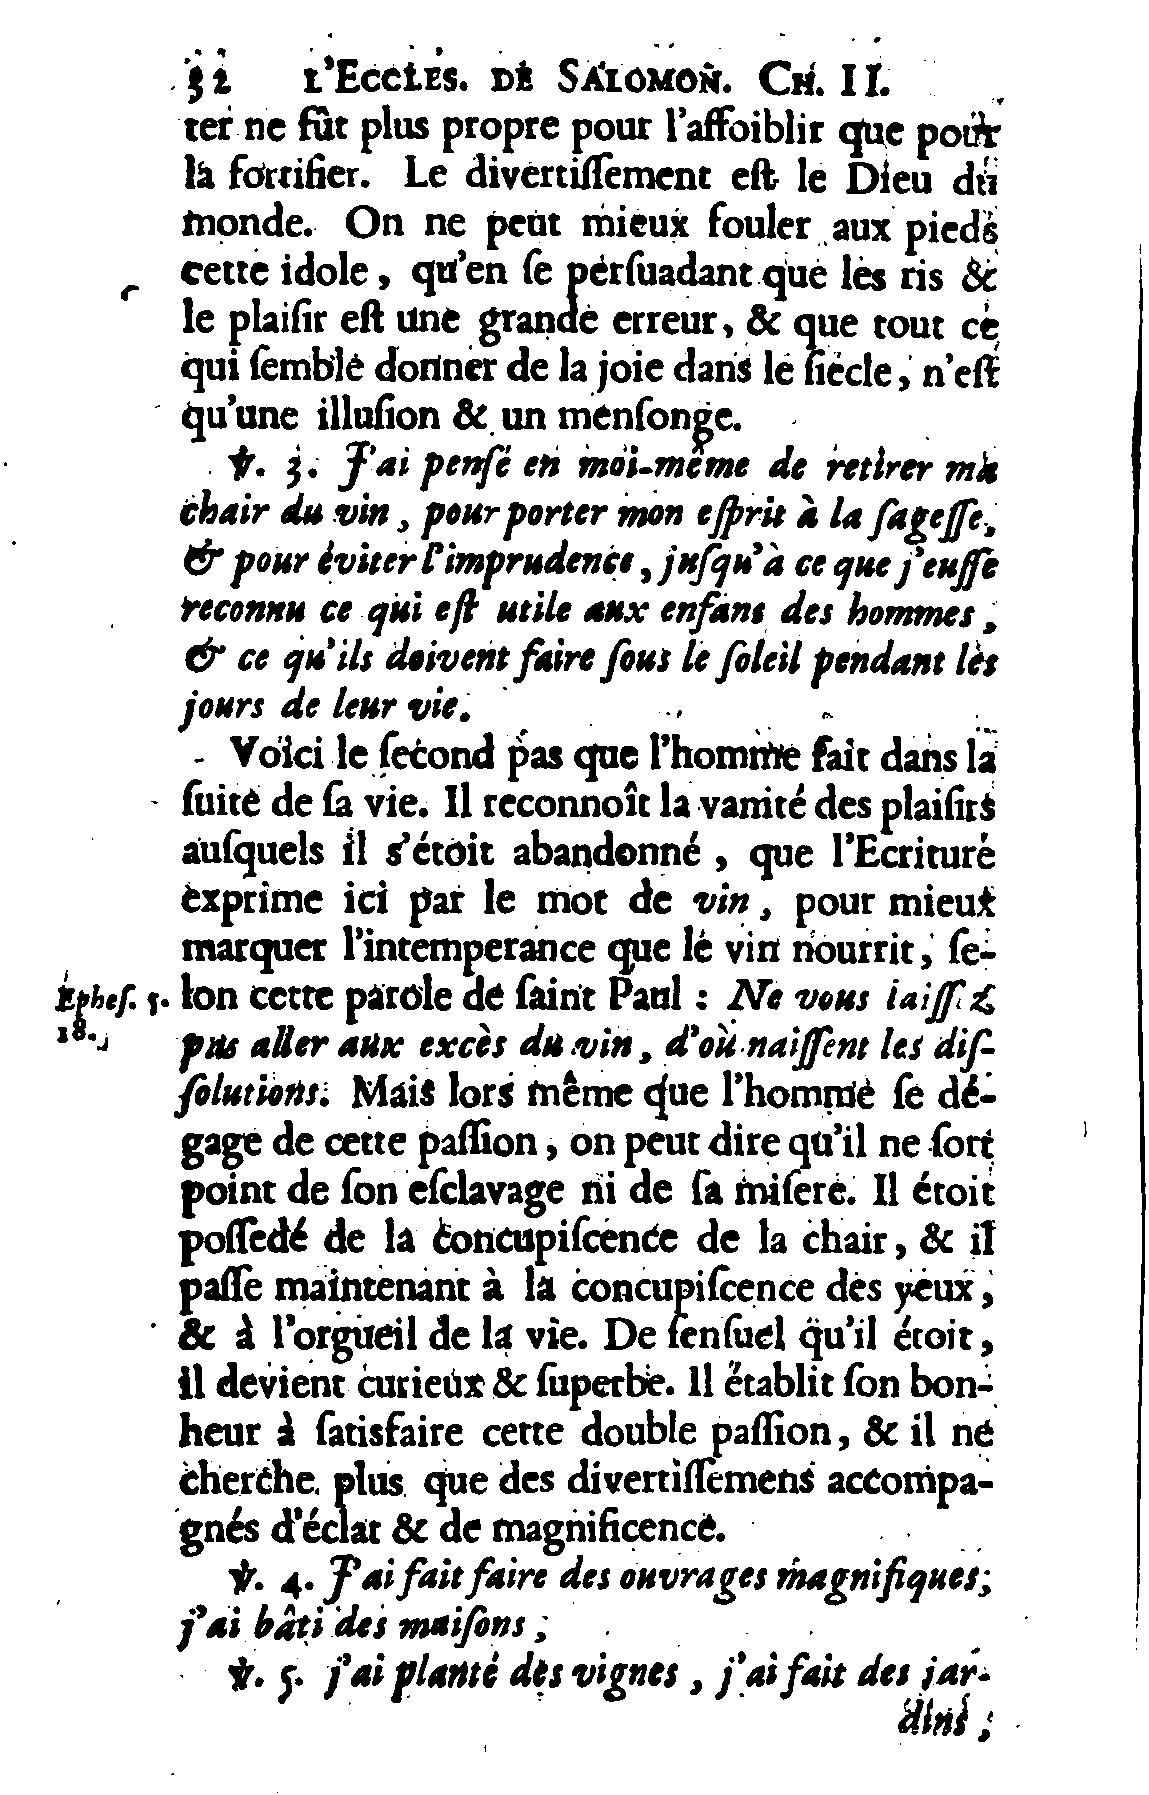 32 L'ECCLES. DE SALOMON. CH. II.
ter ne fût plus propre pour l'affoiblir que pour
la fortifier. Le divertiſſement eſt le Dieu du
monde. On ne peut mieux fouler aux pieds
cette idole, qu'en ſe perſuadant que les ris &
le plaiſir eſt une grande erreur, & que tout ce
qui ſemble donner de la joie dans le ſiécle, n'eſt
qu'une illuſion & un menſonge.
℣. 3. J'ai penſé en moi-même de retirer ma
chair du vin, pour porter mon eſprit à la ſageſſe,
& pour éviter l'imprudence, juſqu'à ce que j'euſſe
reconnu ce qui eſt utile aux enfans des hommes,
& ce qu'ils doivent faire ſous le ſoleil pendant les
jours de leur vie.
Voici le ſecond pas que l'homme fait dans la
ſuite de ſa vie. Il reconnoît la vanité des plaiſirs
auſquels il s'étoit abandonné, que l'Ecriture
exprime ici par le mot de vin, pour mieux
marquer l'intemperance que le vin nourrit, ſe-
Epheſ. 5. lon cette parole de ſaint Paul : Ne vous laiſſez
18. pas aller aux excès du vin, d'où naiſſent les diſ-
ſolutions. Mais lors même que l'homme ſe dé-
gage de cette paſſion, on peut dire qu'il ne ſort
point de ſon eſclavage ni de ſa miſere. Il étoit
poſſedé de la concupiſcence de la chair, & il
paſſe maintenant à la concupiſcence des yeux,
& à l'orgueil de la vie. De ſenſuel qu'il étoit,
il devient curieux & ſuperbe. Il établit ſon bon-
heur à ſatisfaire cette double paſſion, & il ne
cherche plus que des divertiſſemens accompa-
gnés d'éclat & de magnificence.
℣. 4. J'ai fait faire des ouvrages magnifiques;
j'ai bâti des maiſons;
℣. 5. j'ai planté des vignes, j'ai fait des jar-
dins;